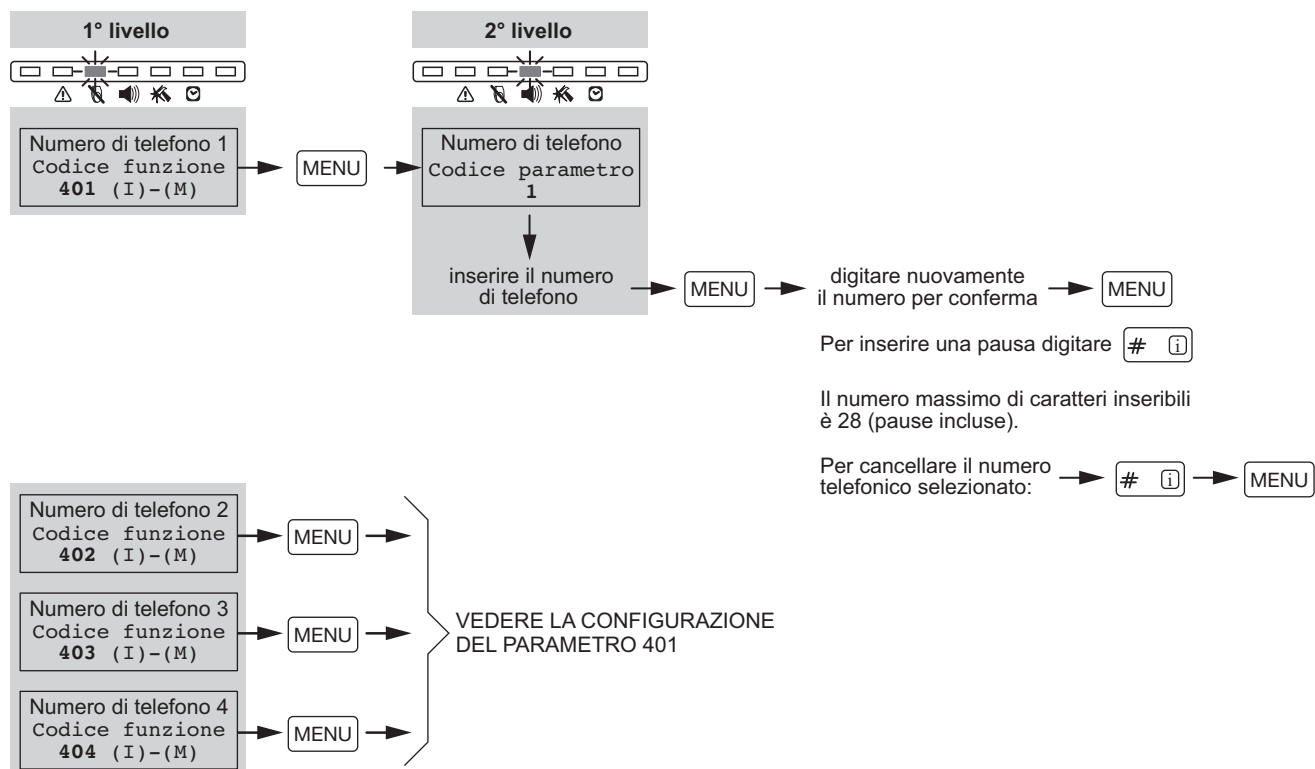 1° livello
2° livello
Numero di telefono 1
Codice funzione
401 (I)–(M)
MENU
Numero di telefono
Codice parametro
1
inserire il numero
di telefono
MENU
digitare nuovamente
il numero per conferma
MENU
Per inserire una pausa digitare # i
Il numero massimo di caratteri inseribili
è 28 (pause incluse).
Per cancellare il numero
telefonico selezionato:
# i
MENU
Numero di telefono 2
Codice funzione
402 (I)–(M)
MENU
Numero di telefono 3
Codice funzione
403 (I)–(M)
MENU
VEDERE LA CONFIGURAZIONE
DEL PARAMETRO 401
Numero di telefono 4
Codice funzione
404 (I)–(M)
MENU